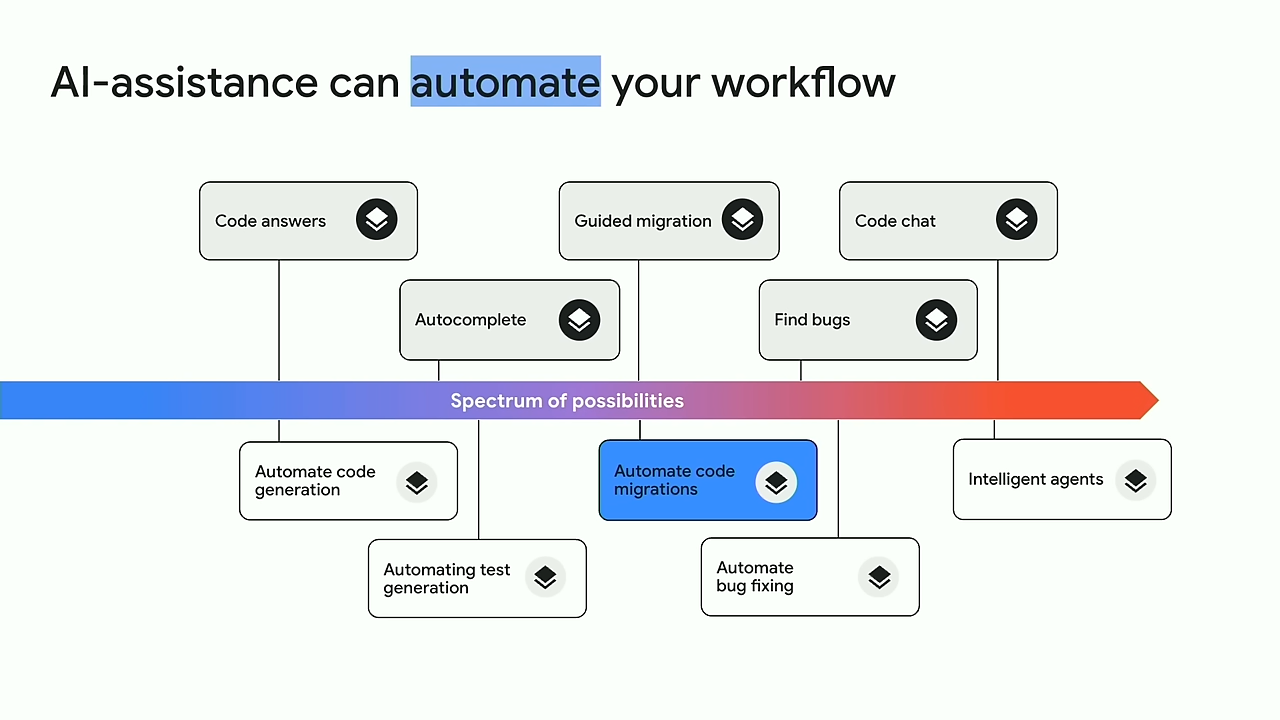 AI-assistance can automate your workflow
Code answers
Guided migration
Code chat
Autocomplete
Find bugs
Spectrum of possibilities
Automate code
generation
Automate code
migrations
Intelligent agents
Automating test
generation
Automate
bug fixing